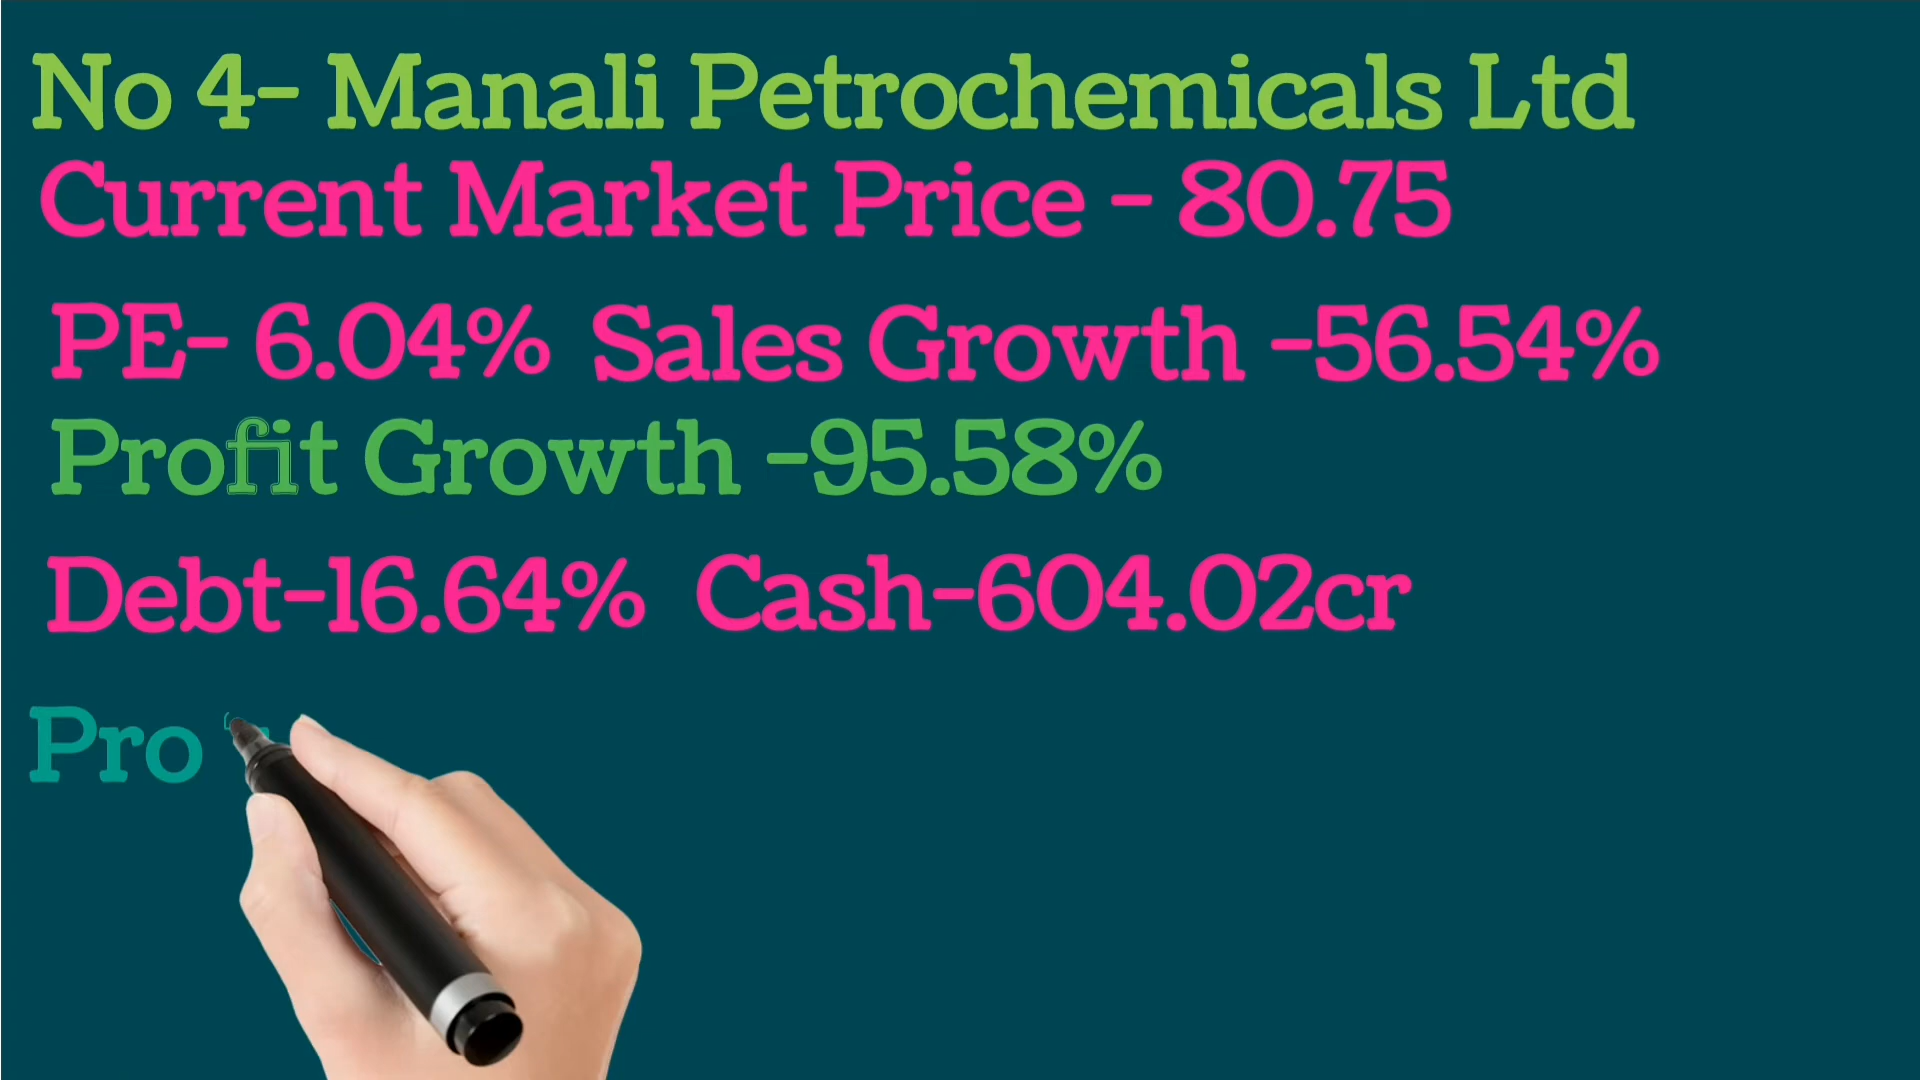 No 4- Manali Petrochemicals Ltd
Current Market Price - 80.75
PE- 6.04% Sales Growth -56.54%
Profit Growth -95.58%
Debt-16.64% Cash-604.02cr
Pro